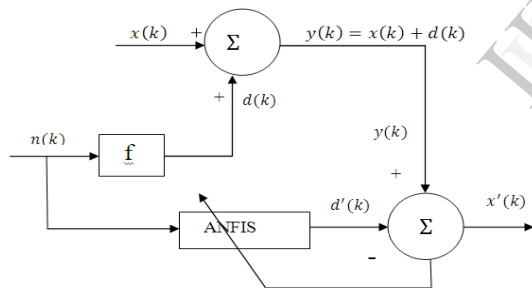 x(k) + Σ y(k) = x(k) + d(k)
+ d(k)
n(k) f
y(k)
+
ANFIS d'(k) Σ x'(k)
-